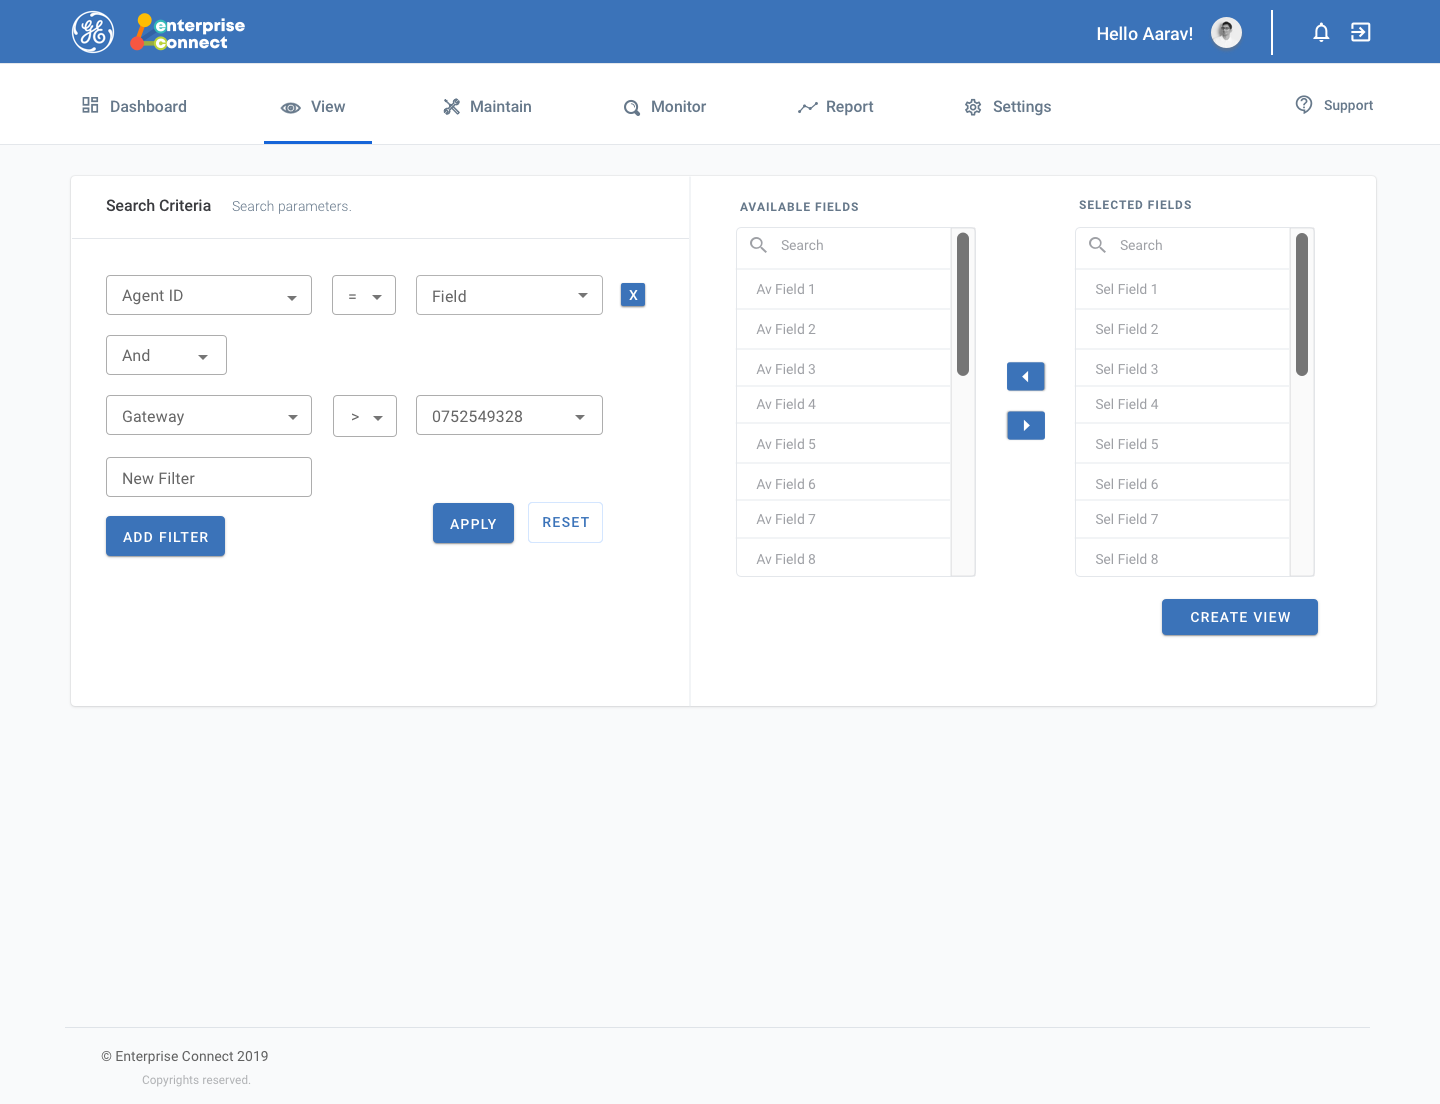 GE
enterprise
connect
Hello Aarav!
Dashboard
View
Maintain
Monitor
Report
Settings
Support
Search Criteria
Search parameters.
Agent ID
=
Field
X
And
Gateway
>
0752549328
New Filter
ADD FILTER
APPLY
RESET
AVAILABLE FIELDS
Search
Av Field 1
Av Field 2
Av Field 3
Av Field 4
Av Field 5
Av Field 6
Av Field 7
Av Field 8
SELECTED FIELDS
Search
Sel Field 1
Sel Field 2
Sel Field 3
Sel Field 4
Sel Field 5
Sel Field 6
Sel Field 7
Sel Field 8
CREATE VIEW
© Enterprise Connect 2019
Copyrights reserved.